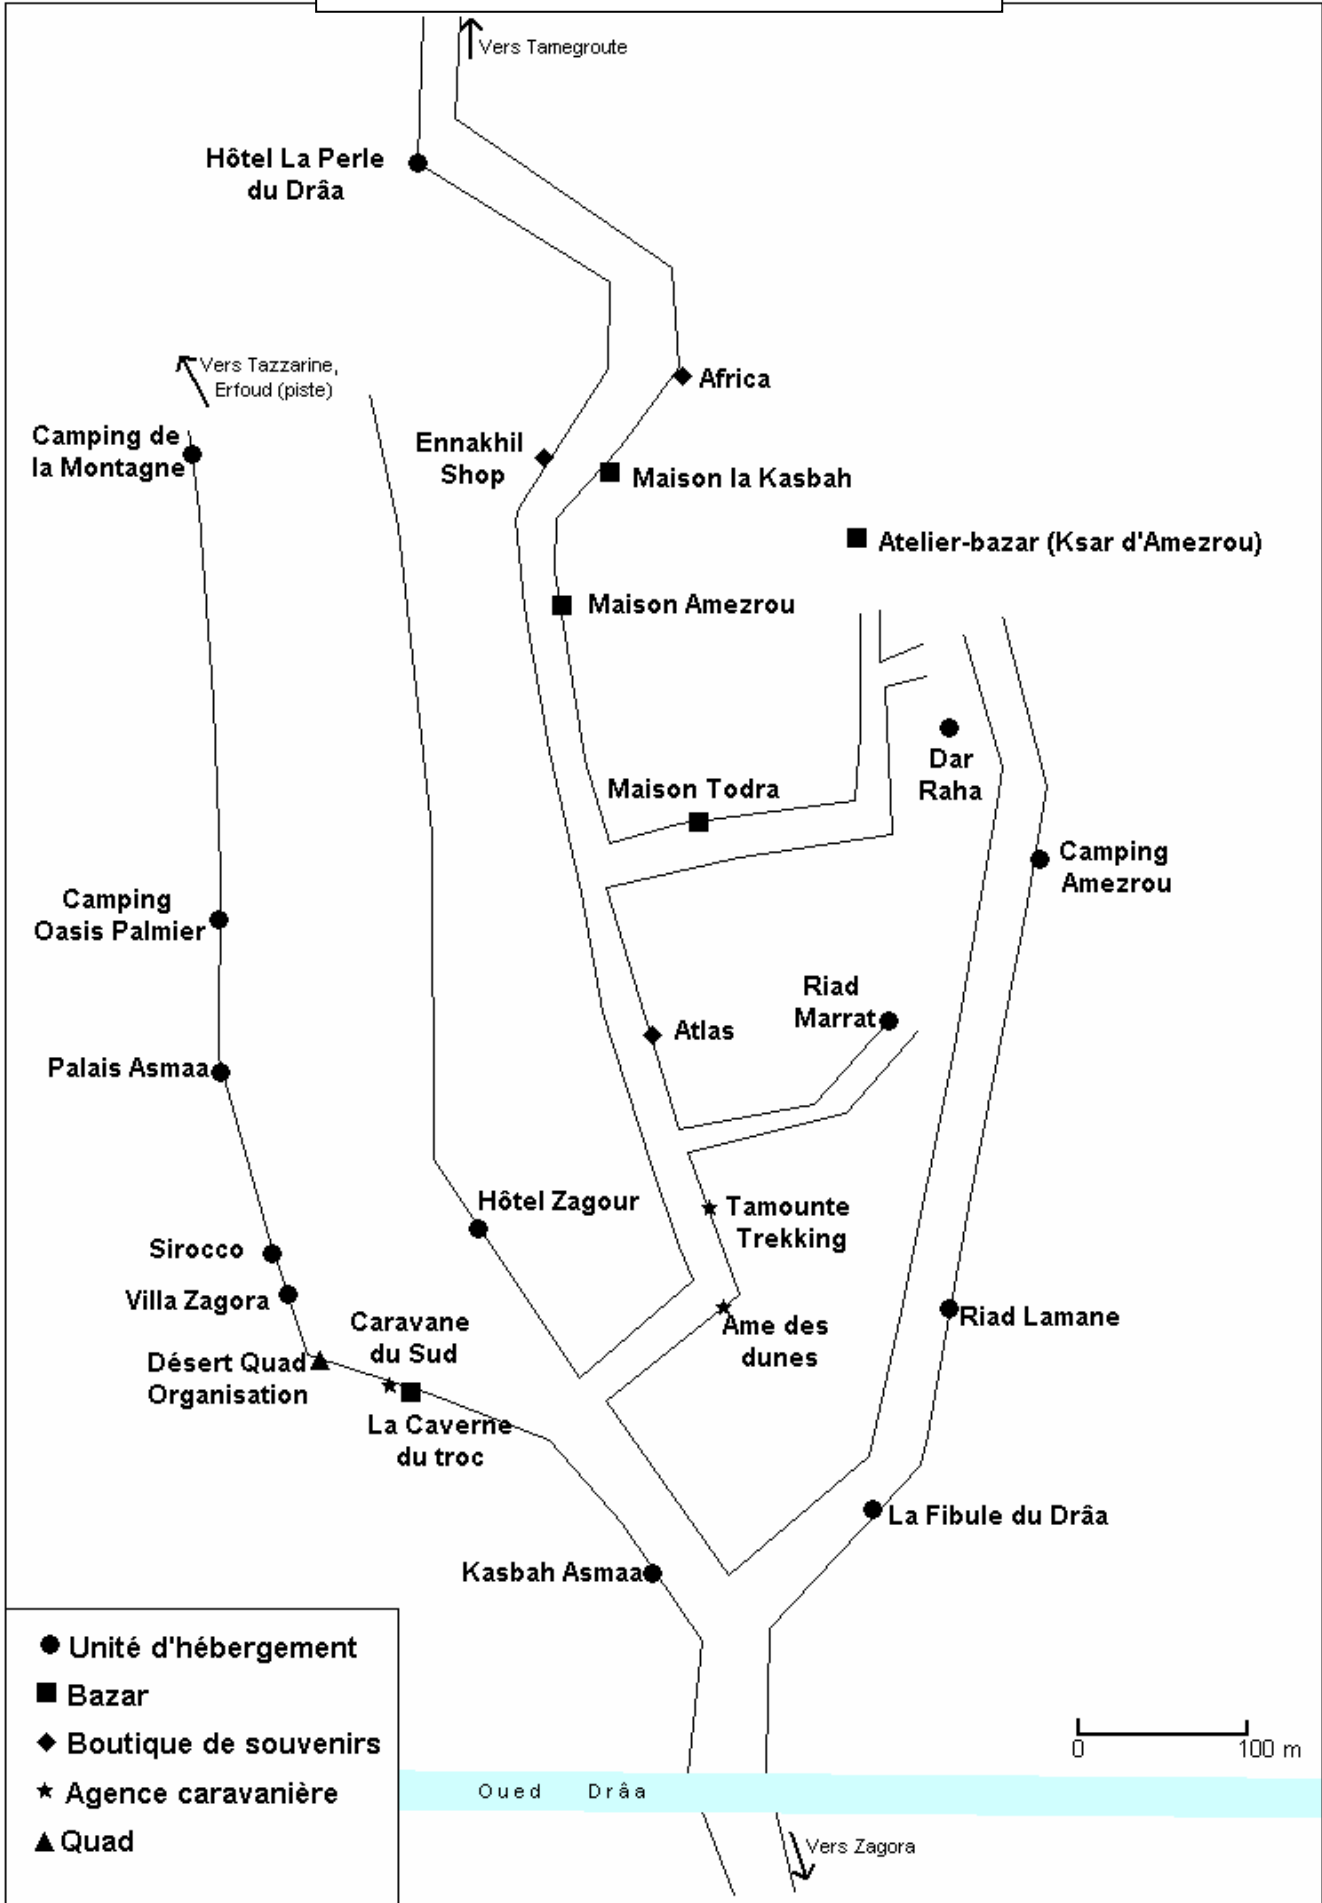 Vers Tamegroute
Hôtel La Perle
du Drâa
Vers Tazzarine,
Erfoud (piste)
Africa
Camping de
la Montagne
Ennakhil
Shop
Maison la Kasbah
Atelier-bazar (Ksar d'Amezrou)
Maison Amezrou
Dar
Raha
Maison Todra
Camping
Amezrou
Camping
Oasis Palmier
Riad
Marrat
Atlas
Palais Asmaa
Hôtel Zagour
Tamounte
Trekking
Sirocco
Villa Zagora
Caravane
du Sud
Ame des
dunes
Riad Lamane
Désert Quad
Organisation
La Caverne
du troc
La Fibule du Drâa
Kasbah Asmaa
Unité d'hébergement
Bazar
Boutique de souvenirs
Agence caravanière
Quad
0 100 m
Oued Drâa
Vers Zagora